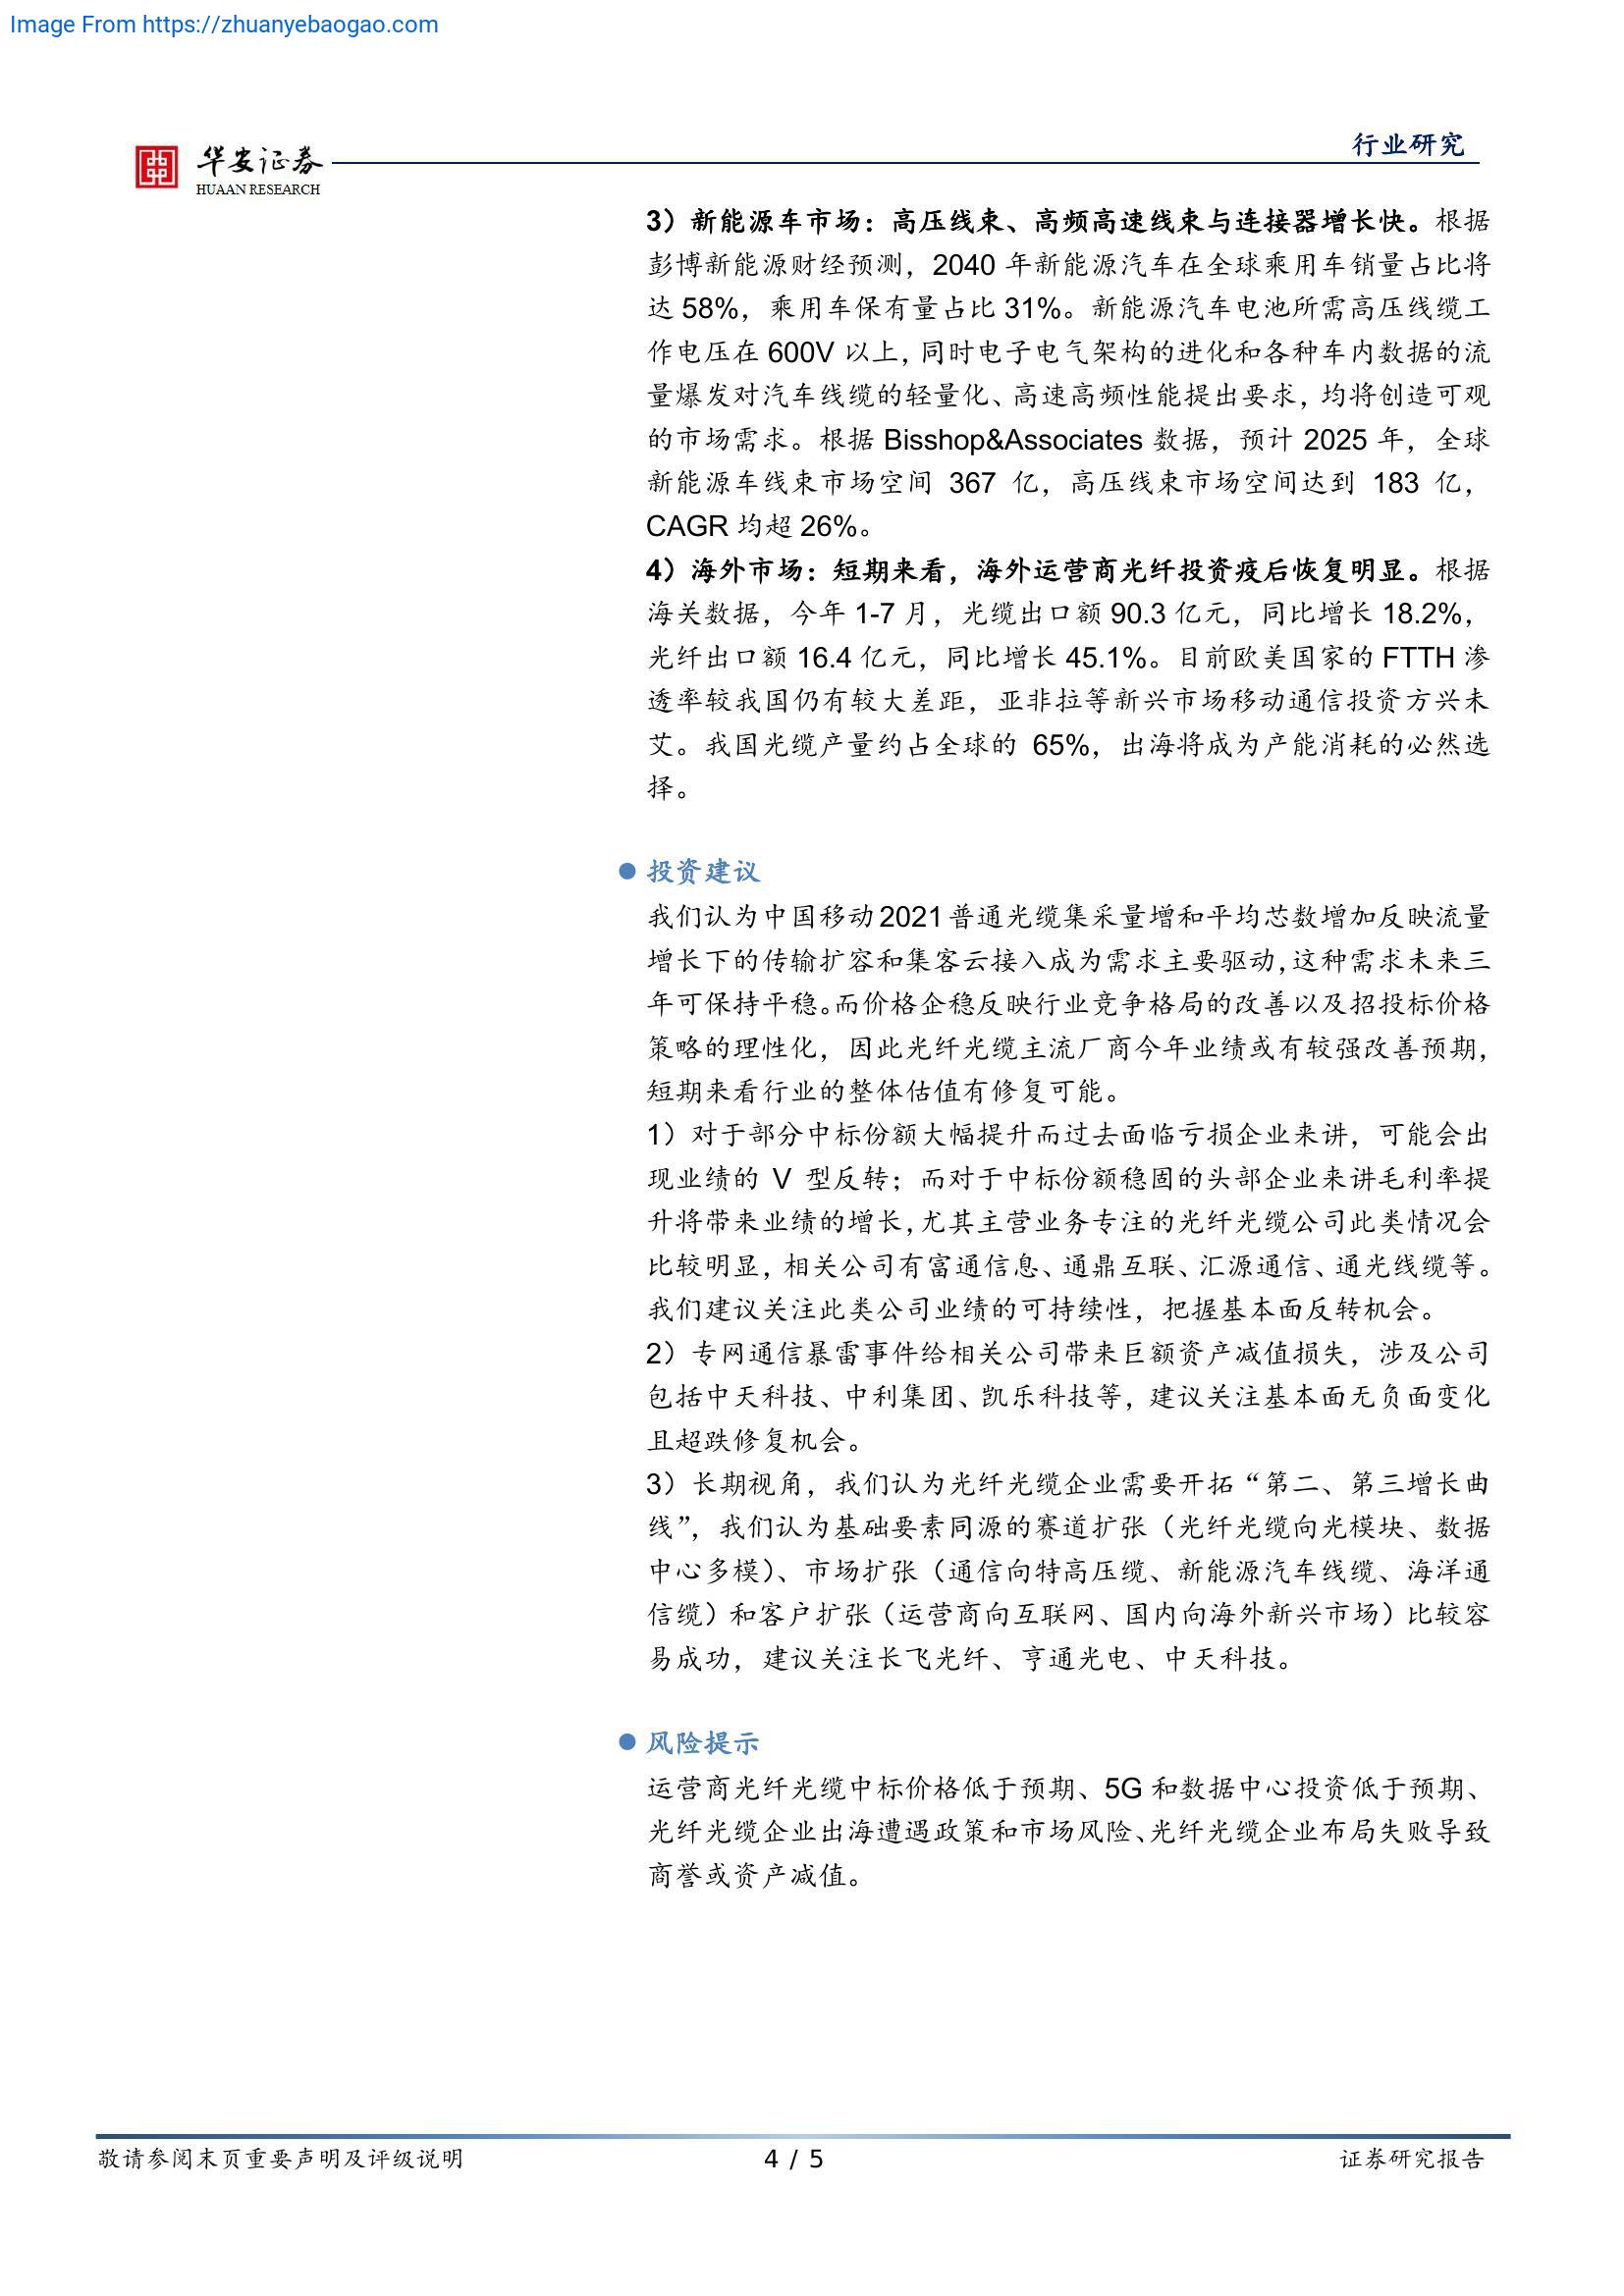 Image From https://zhuanyebaogao.com
华安证券
HUAAN RESEARCH
行业研究
3）新能源车市场：高压线束、高频高速线束与连接器增长快。根据
彭博新能源财经预测，2040 年新能源汽车在全球乘用车销量占比将
达 58%，乘用车保有量占比 31%。新能源汽车电池所需高压线缆工
作电压在 600V 以上，同时电子电气架构的进化和各种车内数据的流
量爆发对汽车线缆的轻量化、高速高频性能提出要求，均将创造可观
的市场需求。根据 Bisshop&Associates 数据，预计 2025 年，全球
新能源车线束市场空间 367 亿，高压线束市场空间达到 183 亿，
CAGR 均超 26%。
4）海外市场：短期来看，海外运营商光纤投资疫后恢复明显。根据
海关数据，今年 1-7 月，光缆出口额 90.3 亿元，同比增长 18.2%，
光纤出口额 16.4 亿元，同比增长 45.1%。目前欧美国家的 FTTH 渗
透率较我国仍有较大差距，亚非拉等新兴市场移动通信投资方兴未
艾。我国光缆产量约占全球的 65%，出海将成为产能消耗的必然选
择。
● 投资建议
我们认为中国移动2021普通光缆集采量增和平均芯数增加反映流量
增长下的传输扩容和集客云接入成为需求主要驱动，这种需求未来三
年可保持平稳。而价格企稳反映行业竞争格局的改善以及招投标价格
策略的理性化，因此光纤光缆主流厂商今年业绩或有较强改善预期，
短期来看行业的整体估值有修复可能。
1）对于部分中标份额大幅提升而过去面临亏损企业来讲，可能会出
现业绩的 V 型反转；而对于中标份额稳固的头部企业来讲毛利率提
升将带来业绩的增长，尤其主营业务专注的光纤光缆公司此类情况会
比较明显，相关公司有富通信息、通鼎互联、汇源通信、通光线缆等。
我们建议关注此类公司业绩的可持续性，把握基本面反转机会。
2）专网通信暴雷事件给相关公司带来巨额资产减值损失，涉及公司
包括中天科技、中利集团、凯乐科技等，建议关注基本面无负面变化
且超跌修复机会。
3）长期视角，我们认为光纤光缆企业需要开拓“第二、第三增长曲
线”，我们认为基础要素同源的赛道扩张（光纤光缆向光模块、数据
中心多模）、市场扩张（通信向特高压缆、新能源汽车线缆、海洋通
信缆）和客户扩张（运营商向互联网、国内向海外新兴市场）比较容
易成功，建议关注长飞光纤、亨通光电、中天科技。
● 风险提示
运营商光纤光缆中标价格低于预期、5G 和数据中心投资低于预期、
光纤光缆企业出海遭遇政策和市场风险、光纤光缆企业布局失败导致
商誉或资产减值。
敬请参阅末页重要声明及评级说明
4 / 5
证券研究报告